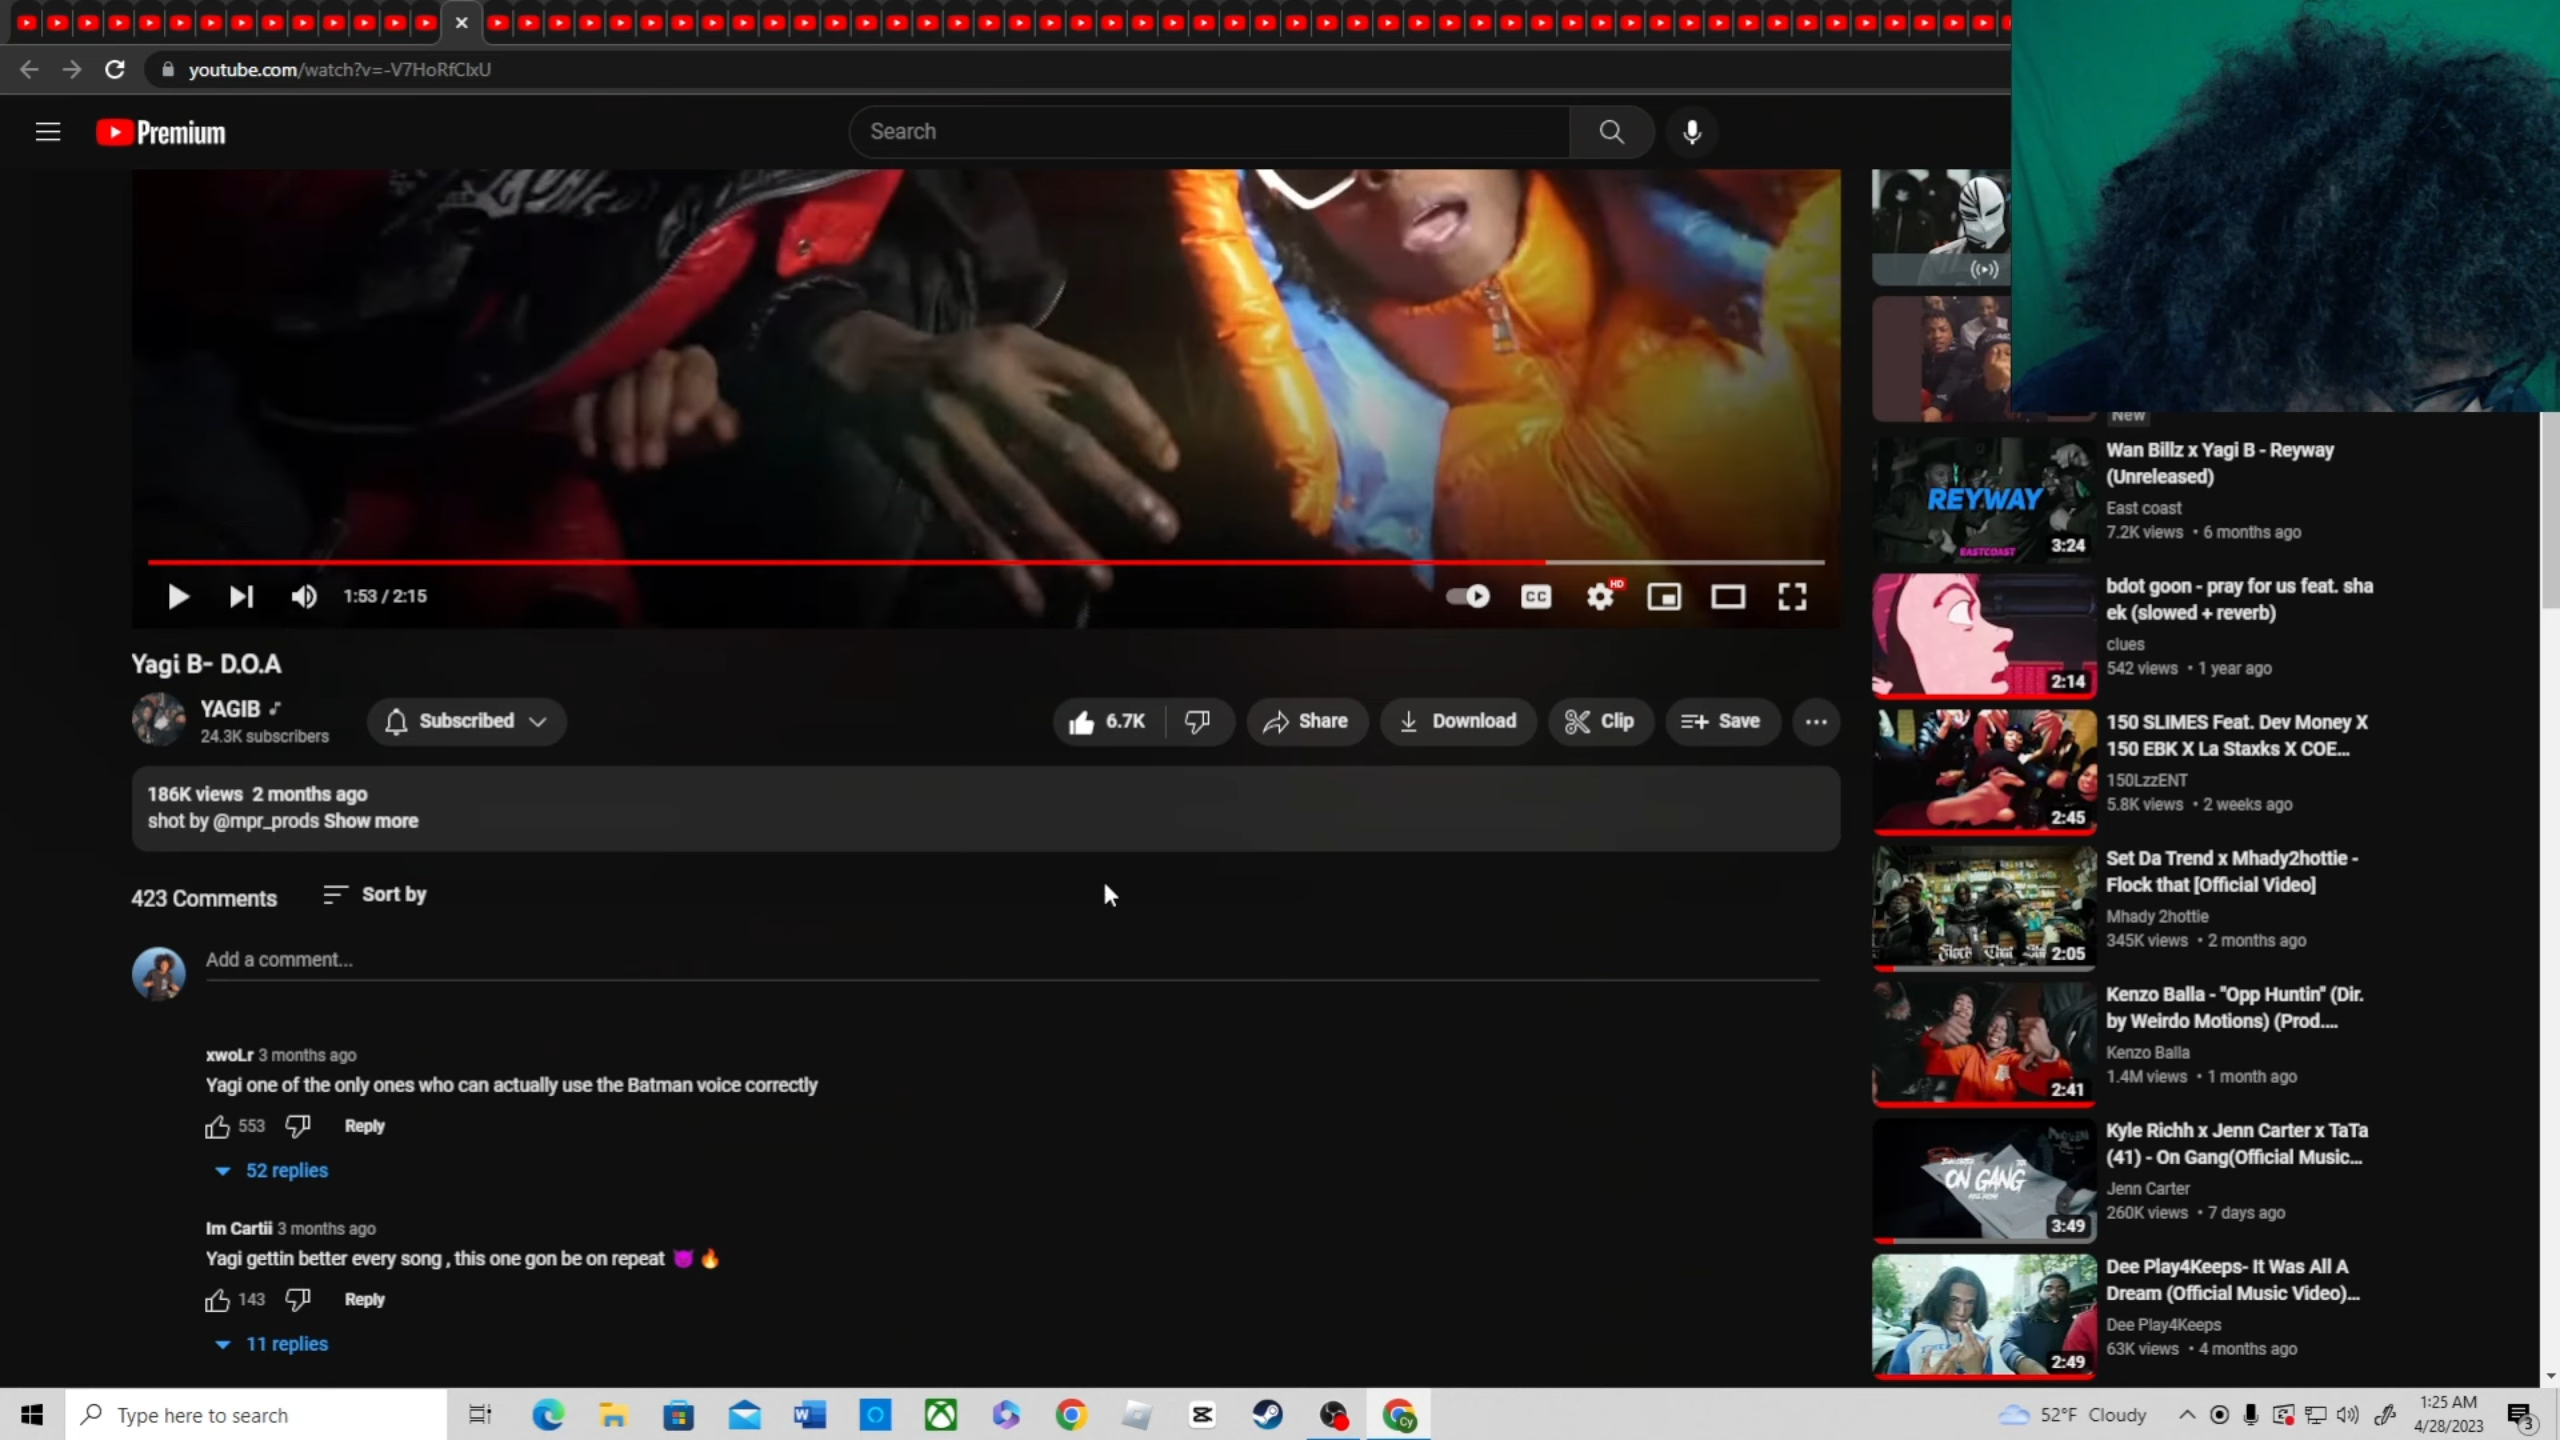 youtube.com/watch?v=-V7HoRfClxU
Premium
Search
1:53 / 2:15
CC
HD
Yagi B- D.O.A
YAGIB
24.3K subscribers
Subscribed
6.7K
Share
Download
Clip
Save
186K views 2 months ago
shot by @mpr_prods Show more
423 Comments
Sort by
Add a comment...
xwoLr 3 months ago
Yagi one of the only ones who can actually use the Batman voice correctly
553
Reply
52 replies
Im Cartii 3 months ago
Yagi gettin better every song , this one gon be on repeat 😈 🔥
143
Reply
11 replies
New
REYWAY
EASTCOAST
3:24
Wan Billz x Yagi B - Reyway
(Unreleased)
East coast
7.2K views • 6 months ago
2:14
bdot goon - pray for us feat. sha
ek (slowed + reverb)
clues
542 views • 1 year ago
2:45
150 SLIMES Feat. Dev Money X
150 EBK X La Staxks X COE...
150LzzENT
5.8K views • 2 weeks ago
Flock That
2:05
Set Da Trend x Mhady2hottie -
Flock that [Official Video]
Mhady 2hottie
345K views • 2 months ago
2:41
Kenzo Balla - "Opp Huntin" (Dir.
by Weirdo Motions) (Prod....
Kenzo Balla
1.4M views • 1 month ago
ON GANG
3:49
Kyle Richh x Jenn Carter x TaTa
(41) - On Gang(Official Music...
Jenn Carter
260K views • 7 days ago
2:49
Dee Play4Keeps- It Was All A
Dream (Official Music Video)...
Dee Play4Keeps
63K views • 4 months ago
Type here to search
Cy
52°F Cloudy
1:25 AM
4/28/2023
3